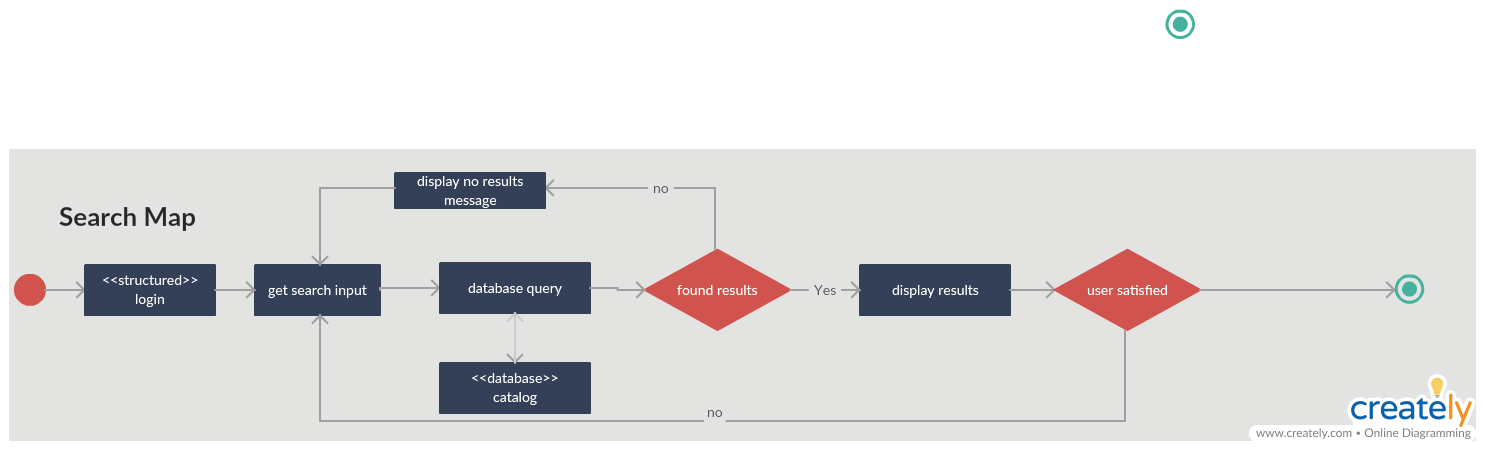 display no results
message
no
Search Map
<<structured>>
login
get search input
database query
found results
Yes
display results
user satisfied
<<database>>
catalog
no
creately
www.creately.com • Online Diagramming